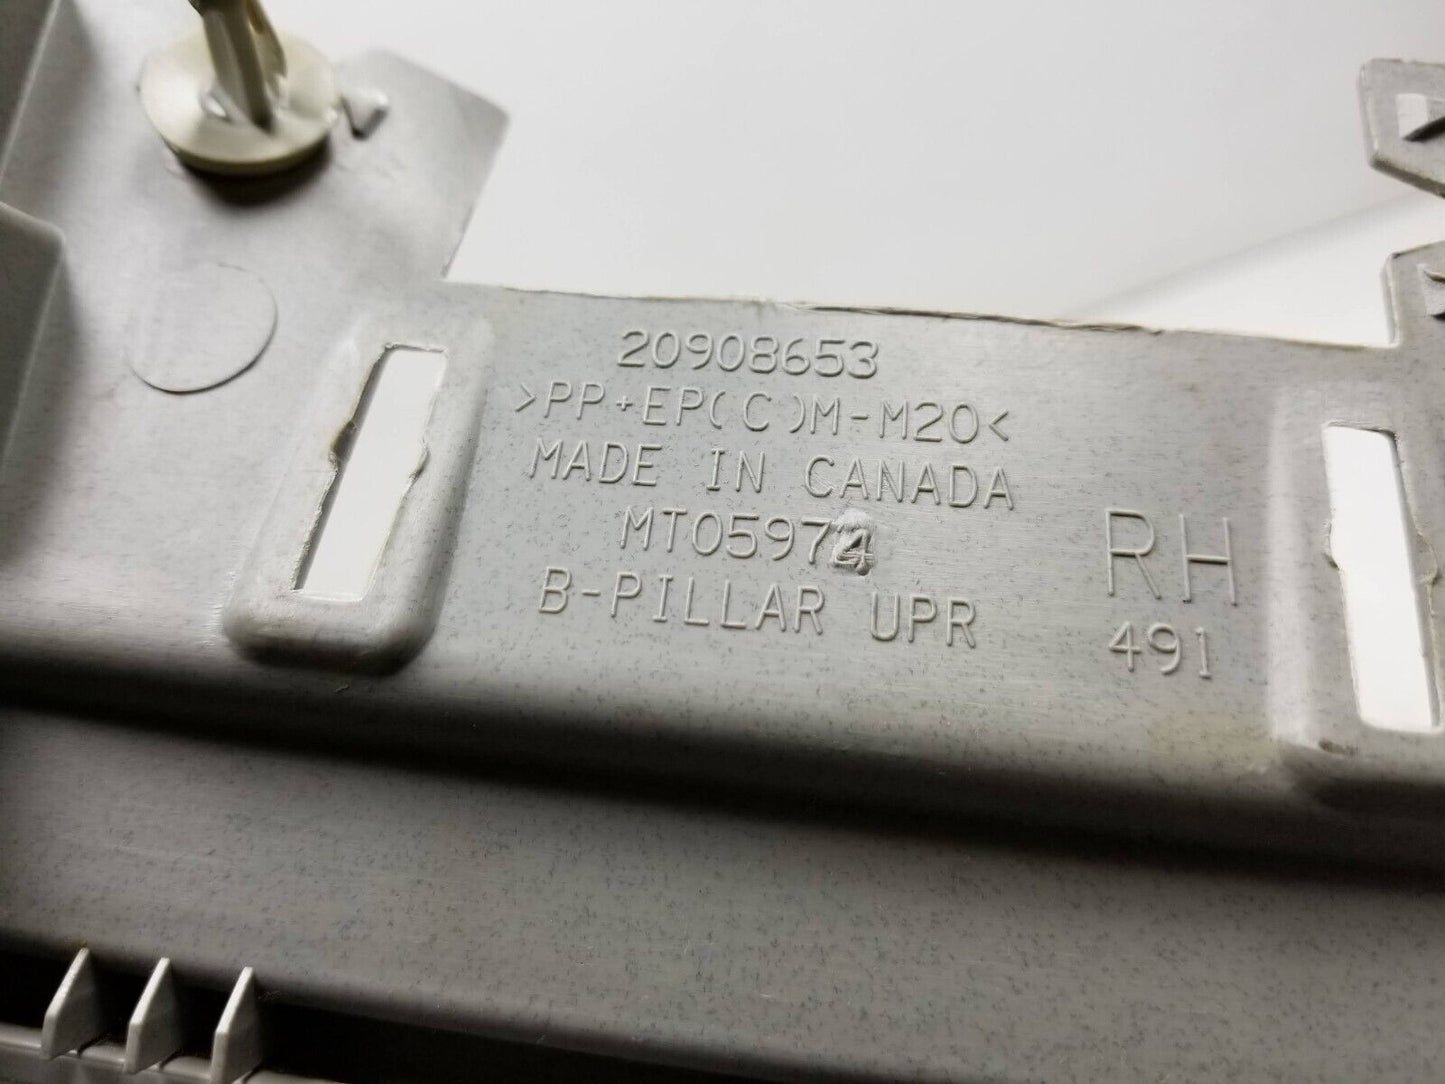 20908653
>PP+EP(C)M-M20<
MADE IN CANADA
MT05974
B-PILLAR UPR
RH
491